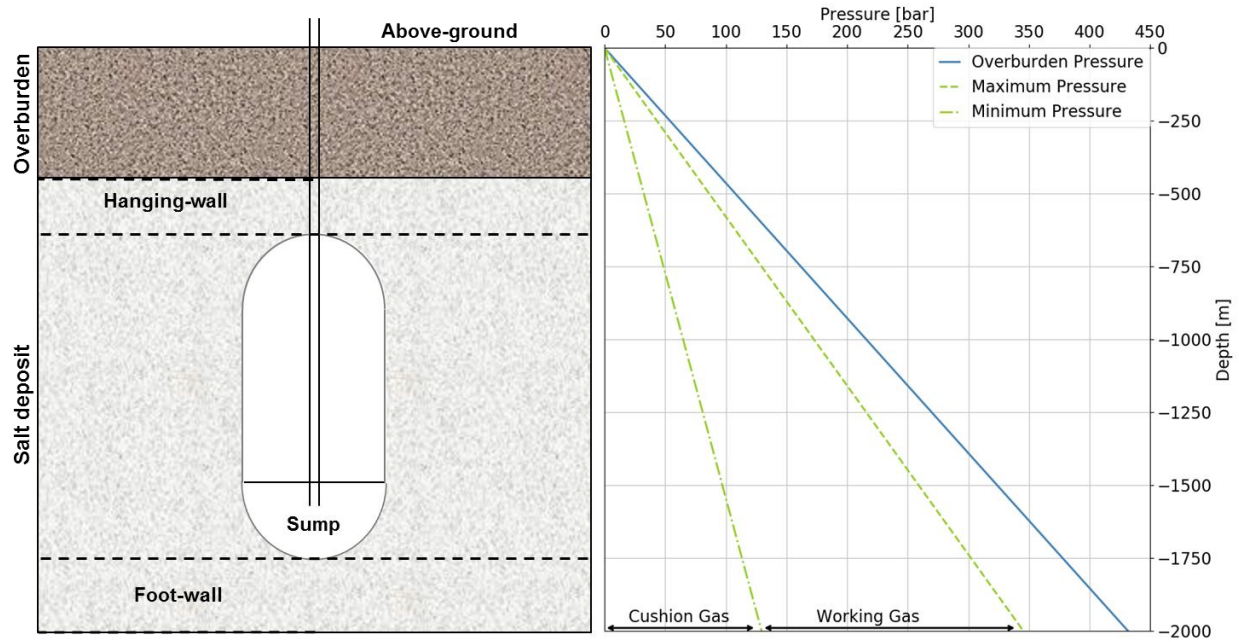 Above-ground
Overburden
Hanging-wall
Salt deposit
Sump
Foot-wall
Pressure [bar]
0 50 100 150 200 250 300 350 400 450
Overburden Pressure
Maximum Pressure
Minimum Pressure
0
−250
−500
−750
−1000
−1250
−1500
−1750
−2000
Depth [m]
Cushion Gas
Working Gas